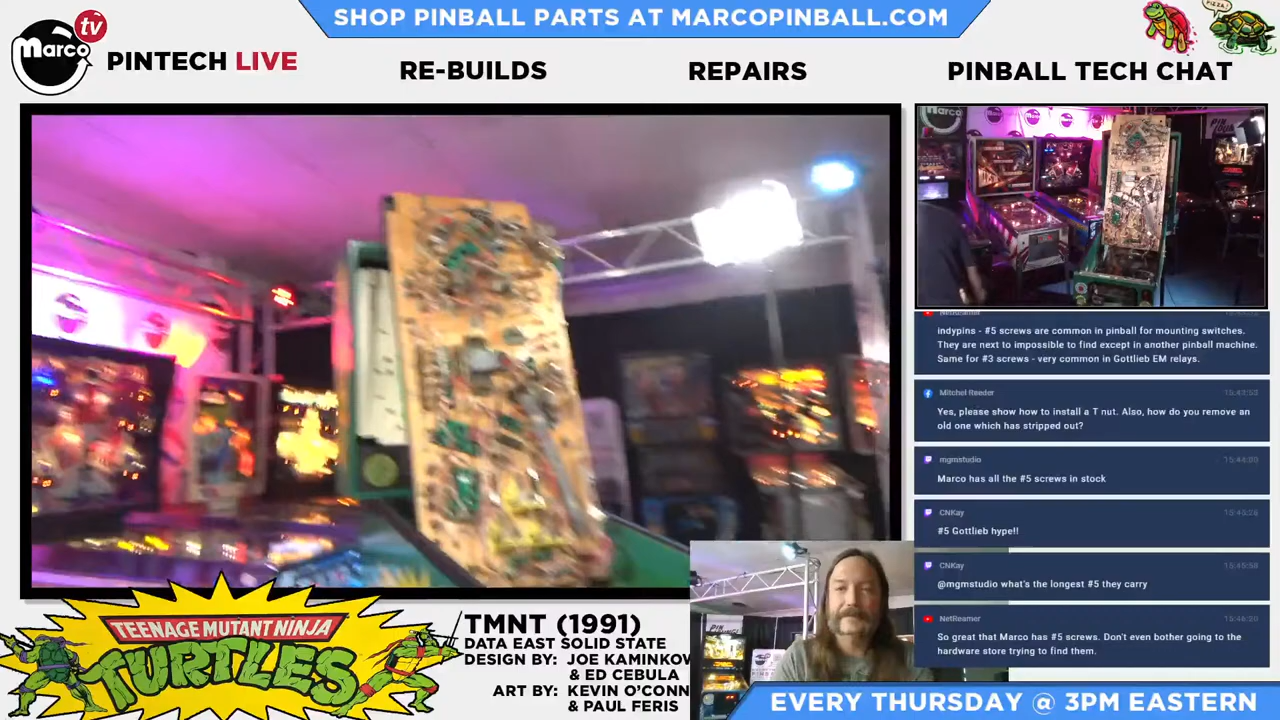 SHOP PINBALL PARTS AT MARCOPINBALL.COM
Marco tv
PINTECH LIVE
RE-BUILDS
REPAIRS
PINBALL TECH CHAT
PIZZA!
indypins - #5 screws are common in pinball for mounting switches.
They are next to impossible to find except in another pinball machine.
Same for #3 screws - very common in Gottlieb EM relays.
Mitchel Reeder
Yes, please show how to install a T nut. Also, how do you remove an
old one which has stripped out?
mgmstudio
Marco has all the #5 screws in stock
CNKay
#5 Gottlieb hype!!
CNKay
@mgmstudio what's the longest #5 they carry
NetReamer
So great that Marco has #5 screws. Don't even bother going to the
hardware store trying to find them.
TEENAGE MUTANT NINJA
TURTLES
TMNT (1991)
DATA EAST SOLID STATE
DESIGN BY: JOE KAMINKOW
& ED CEBULA
ART BY: KEVIN O'CONN
& PAUL FERIS
EVERY THURSDAY @ 3PM EASTERN